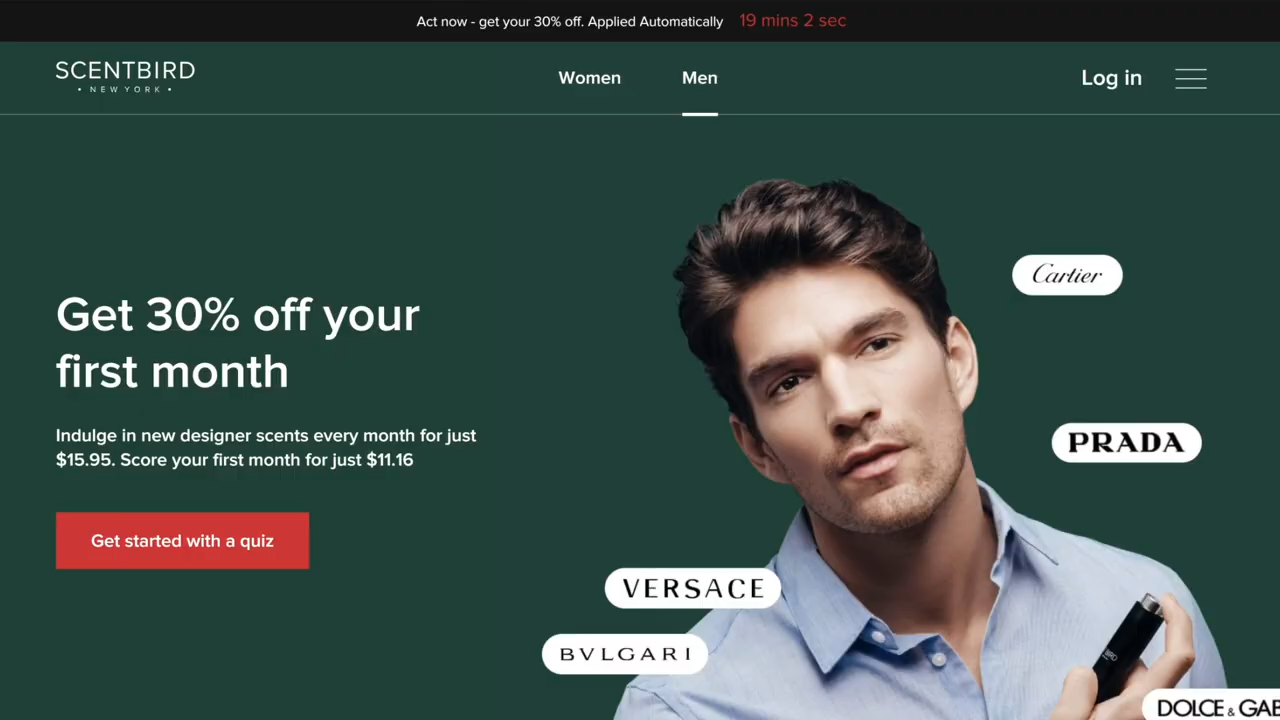 Act now - get your 30% off. Applied Automatically 19 mins 2 sec
SCENTBIRD
• NEW YORK •
Women
Men
Log in
Get 30% off your
first month
Indulge in new designer scents every month for just
$15.95. Score your first month for just $11.16
Get started with a quiz
Cartier
PRADA
VERSACE
BVLGARI
DOLCE & GAB